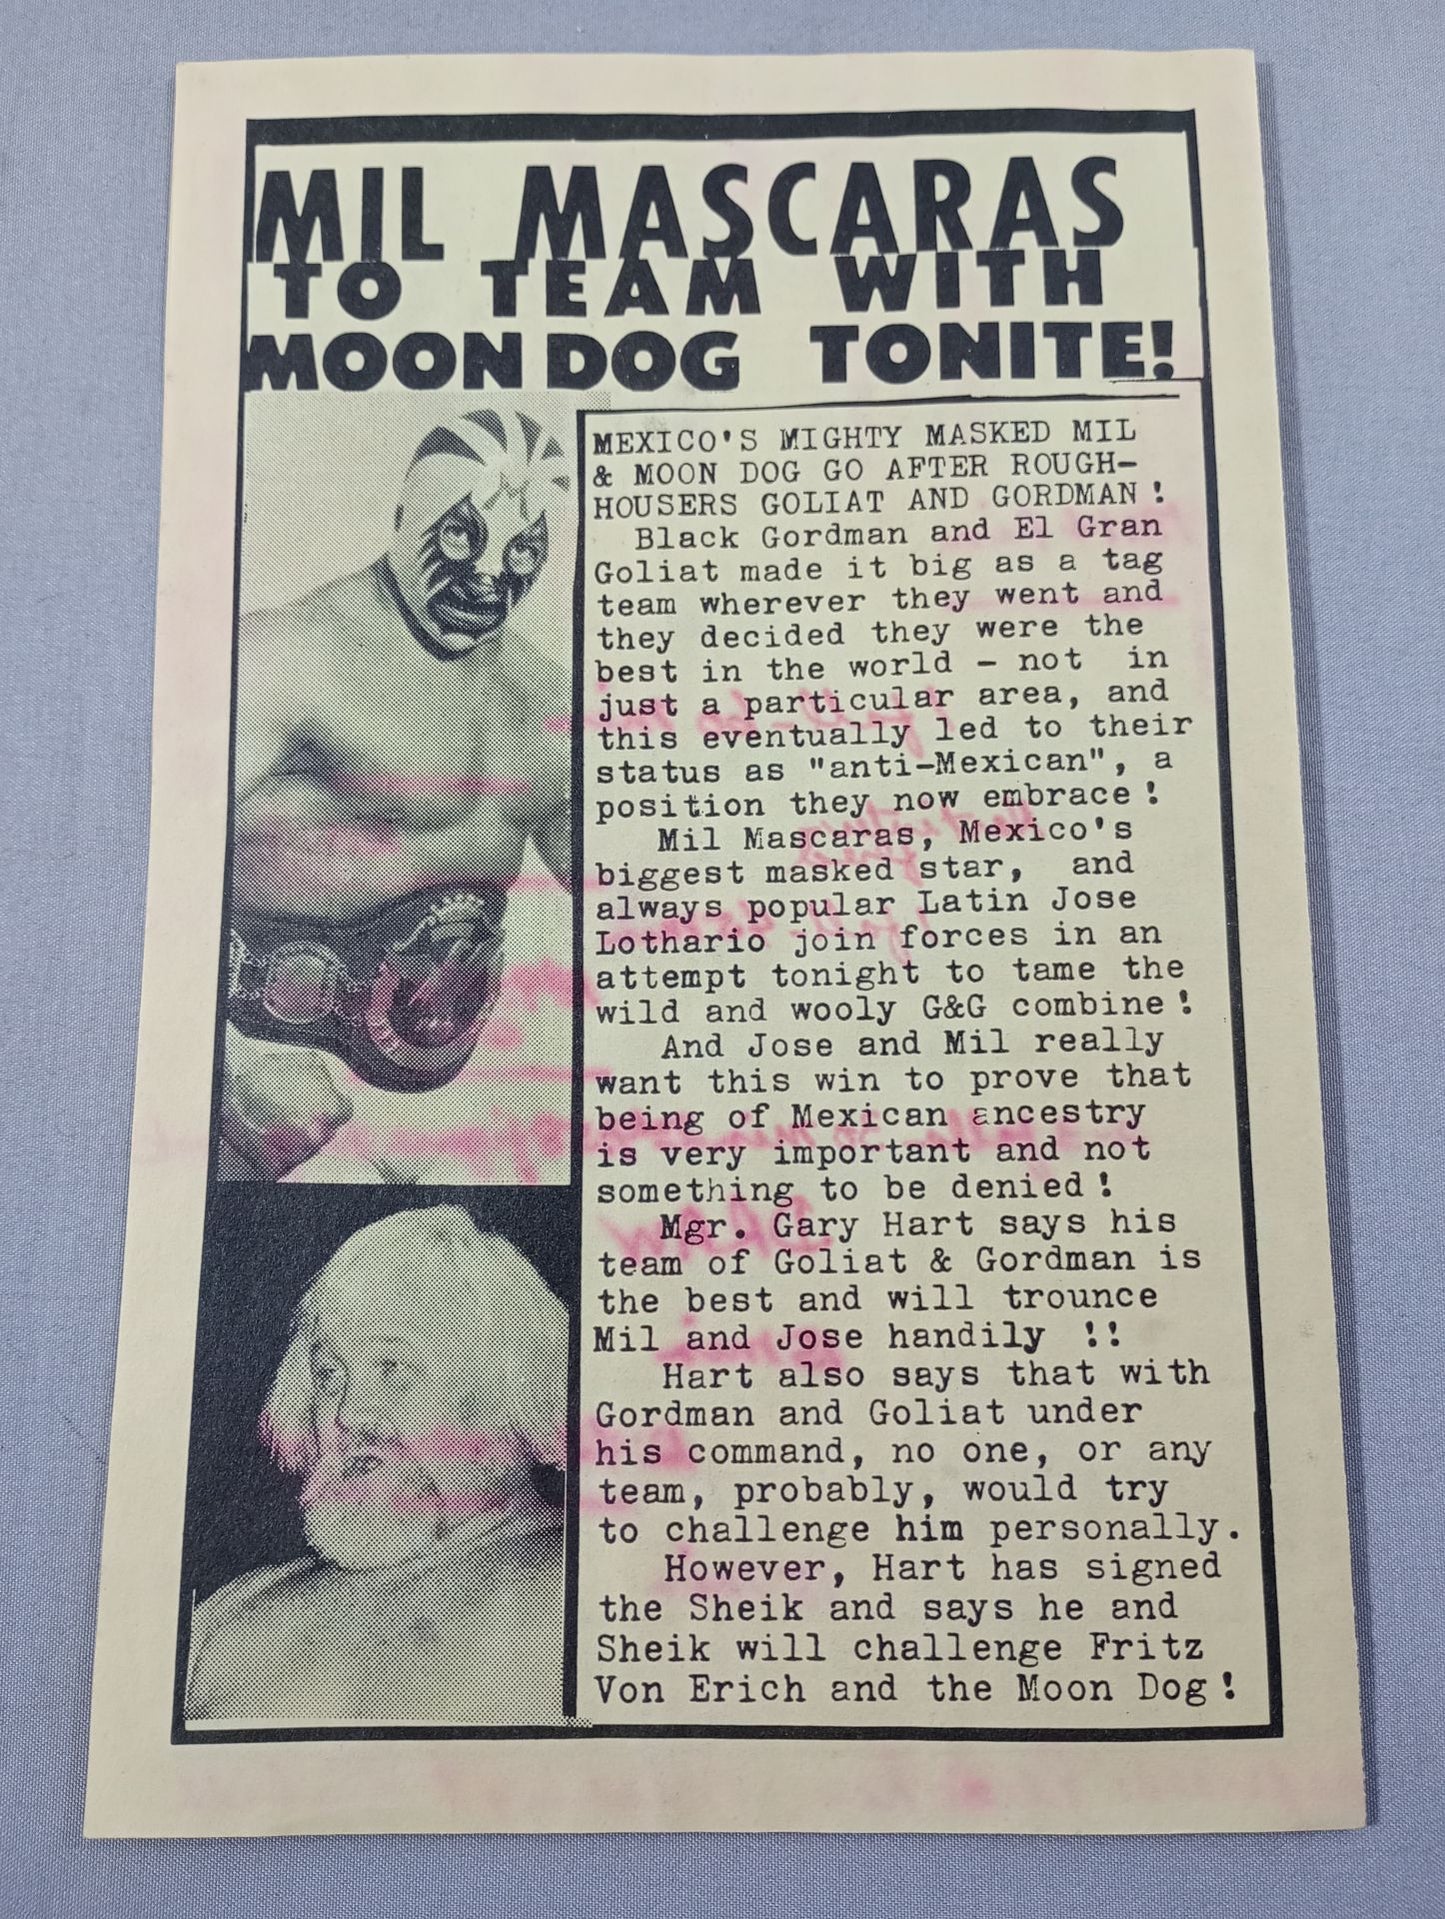 MIL MASCARAS
TO TEAM WITH
MOON DOG TONITE!
MEXICO'S MIGHTY MASKED MIL
& MOON DOG GO AFTER ROUGH-
HOUSERS GOLIAT AND GORDMAN!
Black Gordman and El Gran
Goliat made it big as a tag
team wherever they went and
they decided they were the
best in the world - not in
just a particular area, and
this eventually led to their
status as "anti-Mexican", a
position they now embrace!
Mil Mascaras, Mexico's
biggest masked star, and
always popular Latin Jose
Lothario join forces in an
attempt tonight to tame the
wild and wooly G&G combine!
And Jose and Mil really
want this win to prove that
being of Mexican ancestry
is very important and not
something to be denied!
Mgr. Gary Hart says his
team of Goliat & Gordman is
the best and will trounce
Mil and Jose handily !!
Hart also says that with
Gordman and Goliat under
his command, no one, or any
team, probably, would try
to challenge him personally.
However, Hart has signed
the Sheik and says he and
Sheik will challenge Fritz
Von Erich and the Moon Dog!